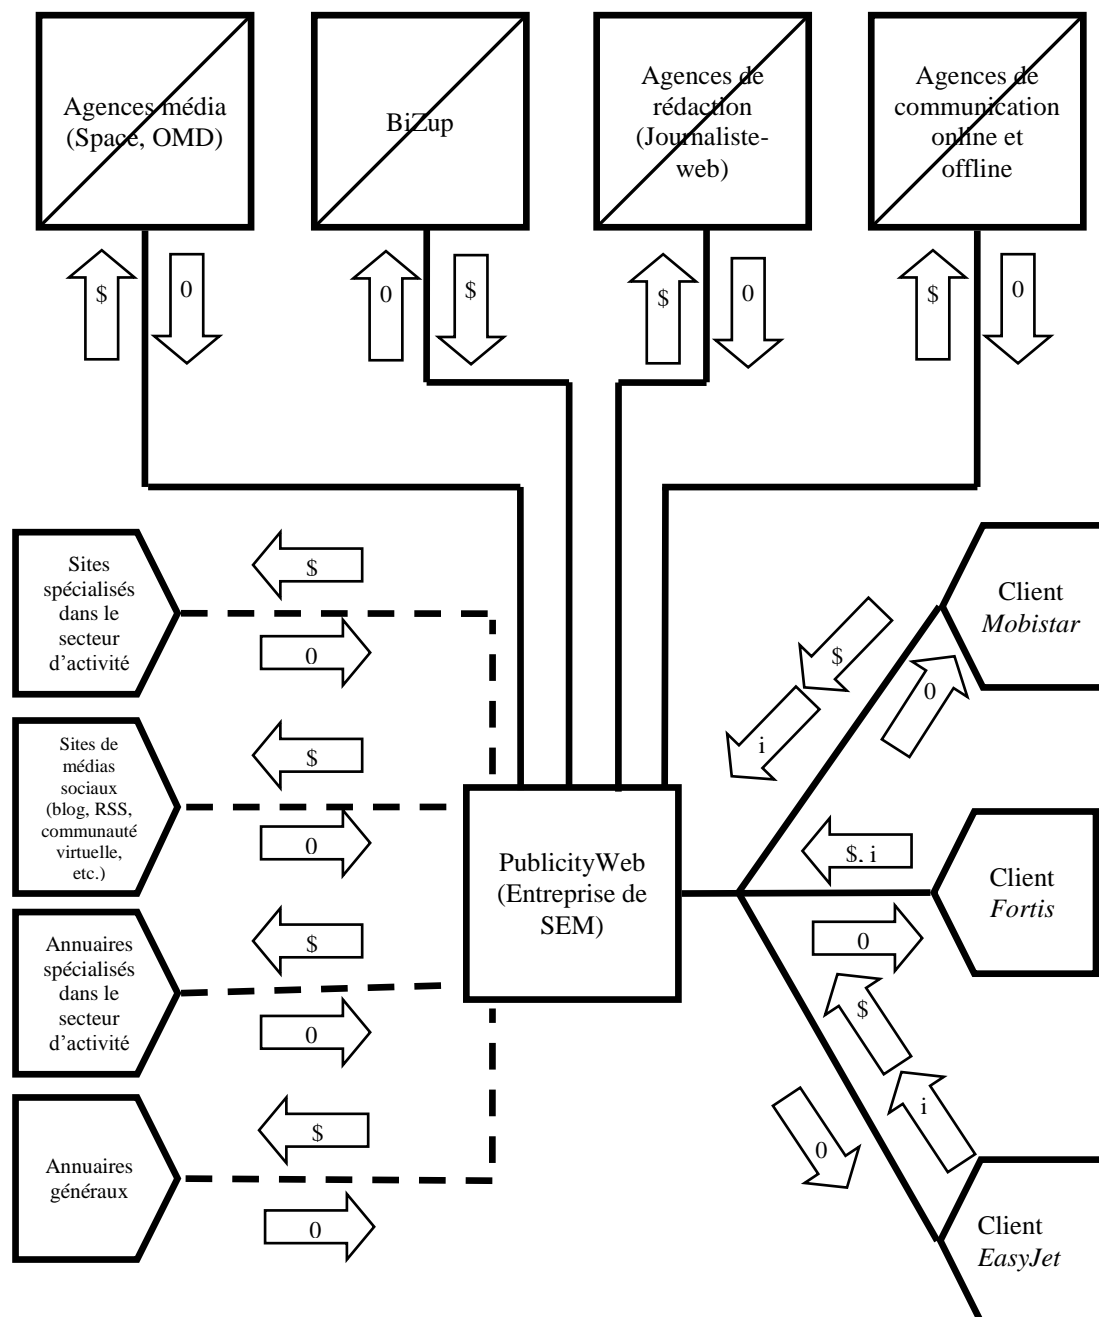 Agences média
(Space, OMD)
BiZup
Agences de
rédaction
(Journaliste-
web)
Agences de
communication
online et
offline
$
0
0
$
$
0
$
0
Sites
spécialisés
dans le
secteur
d’activité
$
0
Sites de
médias
sociaux
(blog, RSS,
communauté
virtuelle,
etc.)
$
0
Annuaires
spécialisés
dans le
secteur
d’activité
$
0
Annuaires
généraux
$
0
PublicityWeb
(Entreprise de
SEM)
Client
Mobistar
$
i
0
Client
Fortis
$. i
0
$
i
0
Client
EasyJet